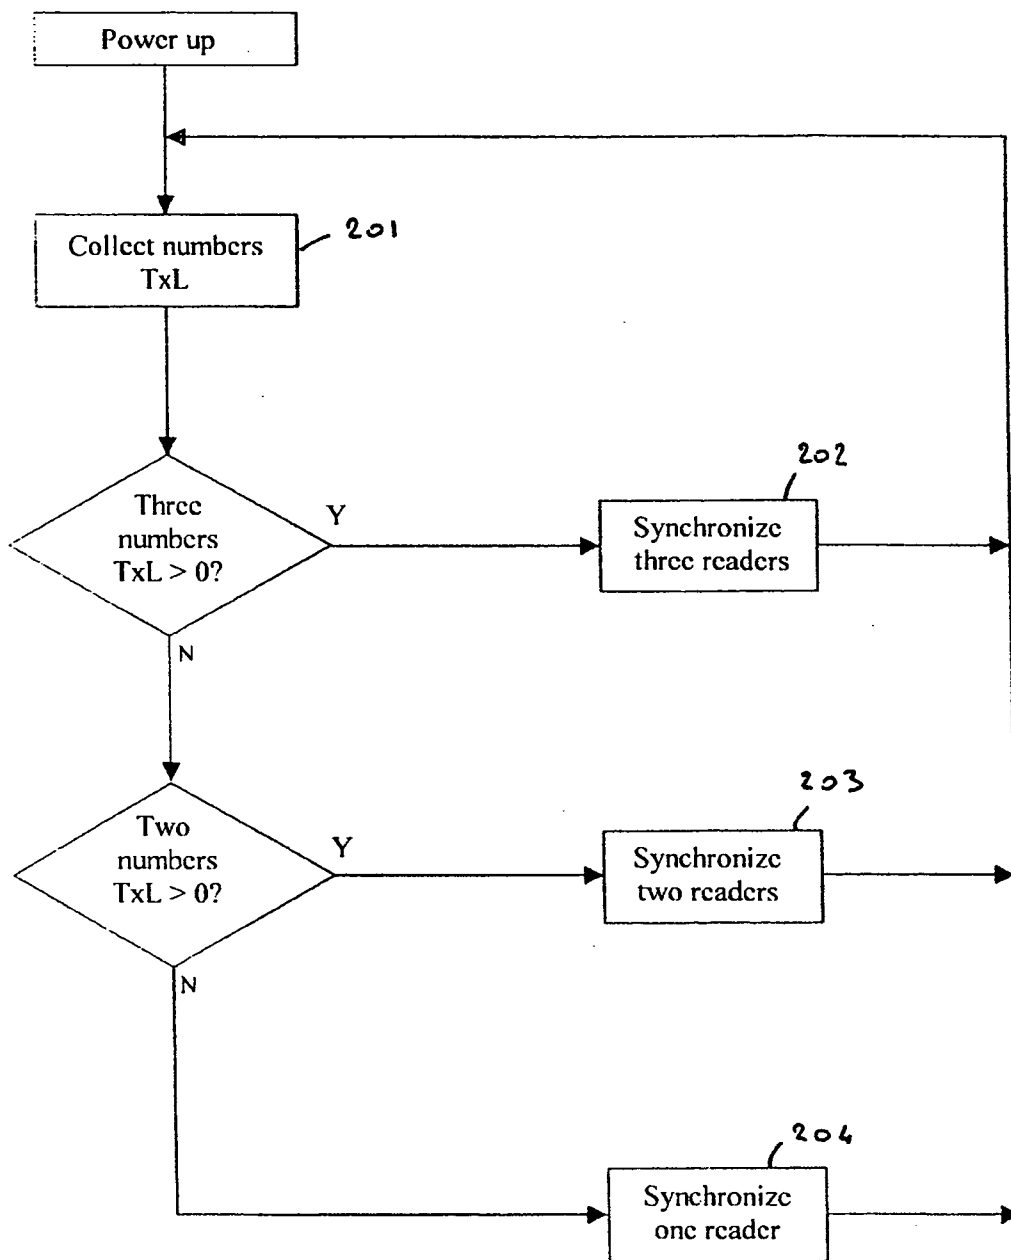 Power up
201
Collect numbers
TxL
202
Three
numbers
TxL > 0?
Y
Synchronize
three readers
N
203
Two
numbers
TxL > 0?
Y
Synchronize
two readers
N
204
Synchronize
one reader